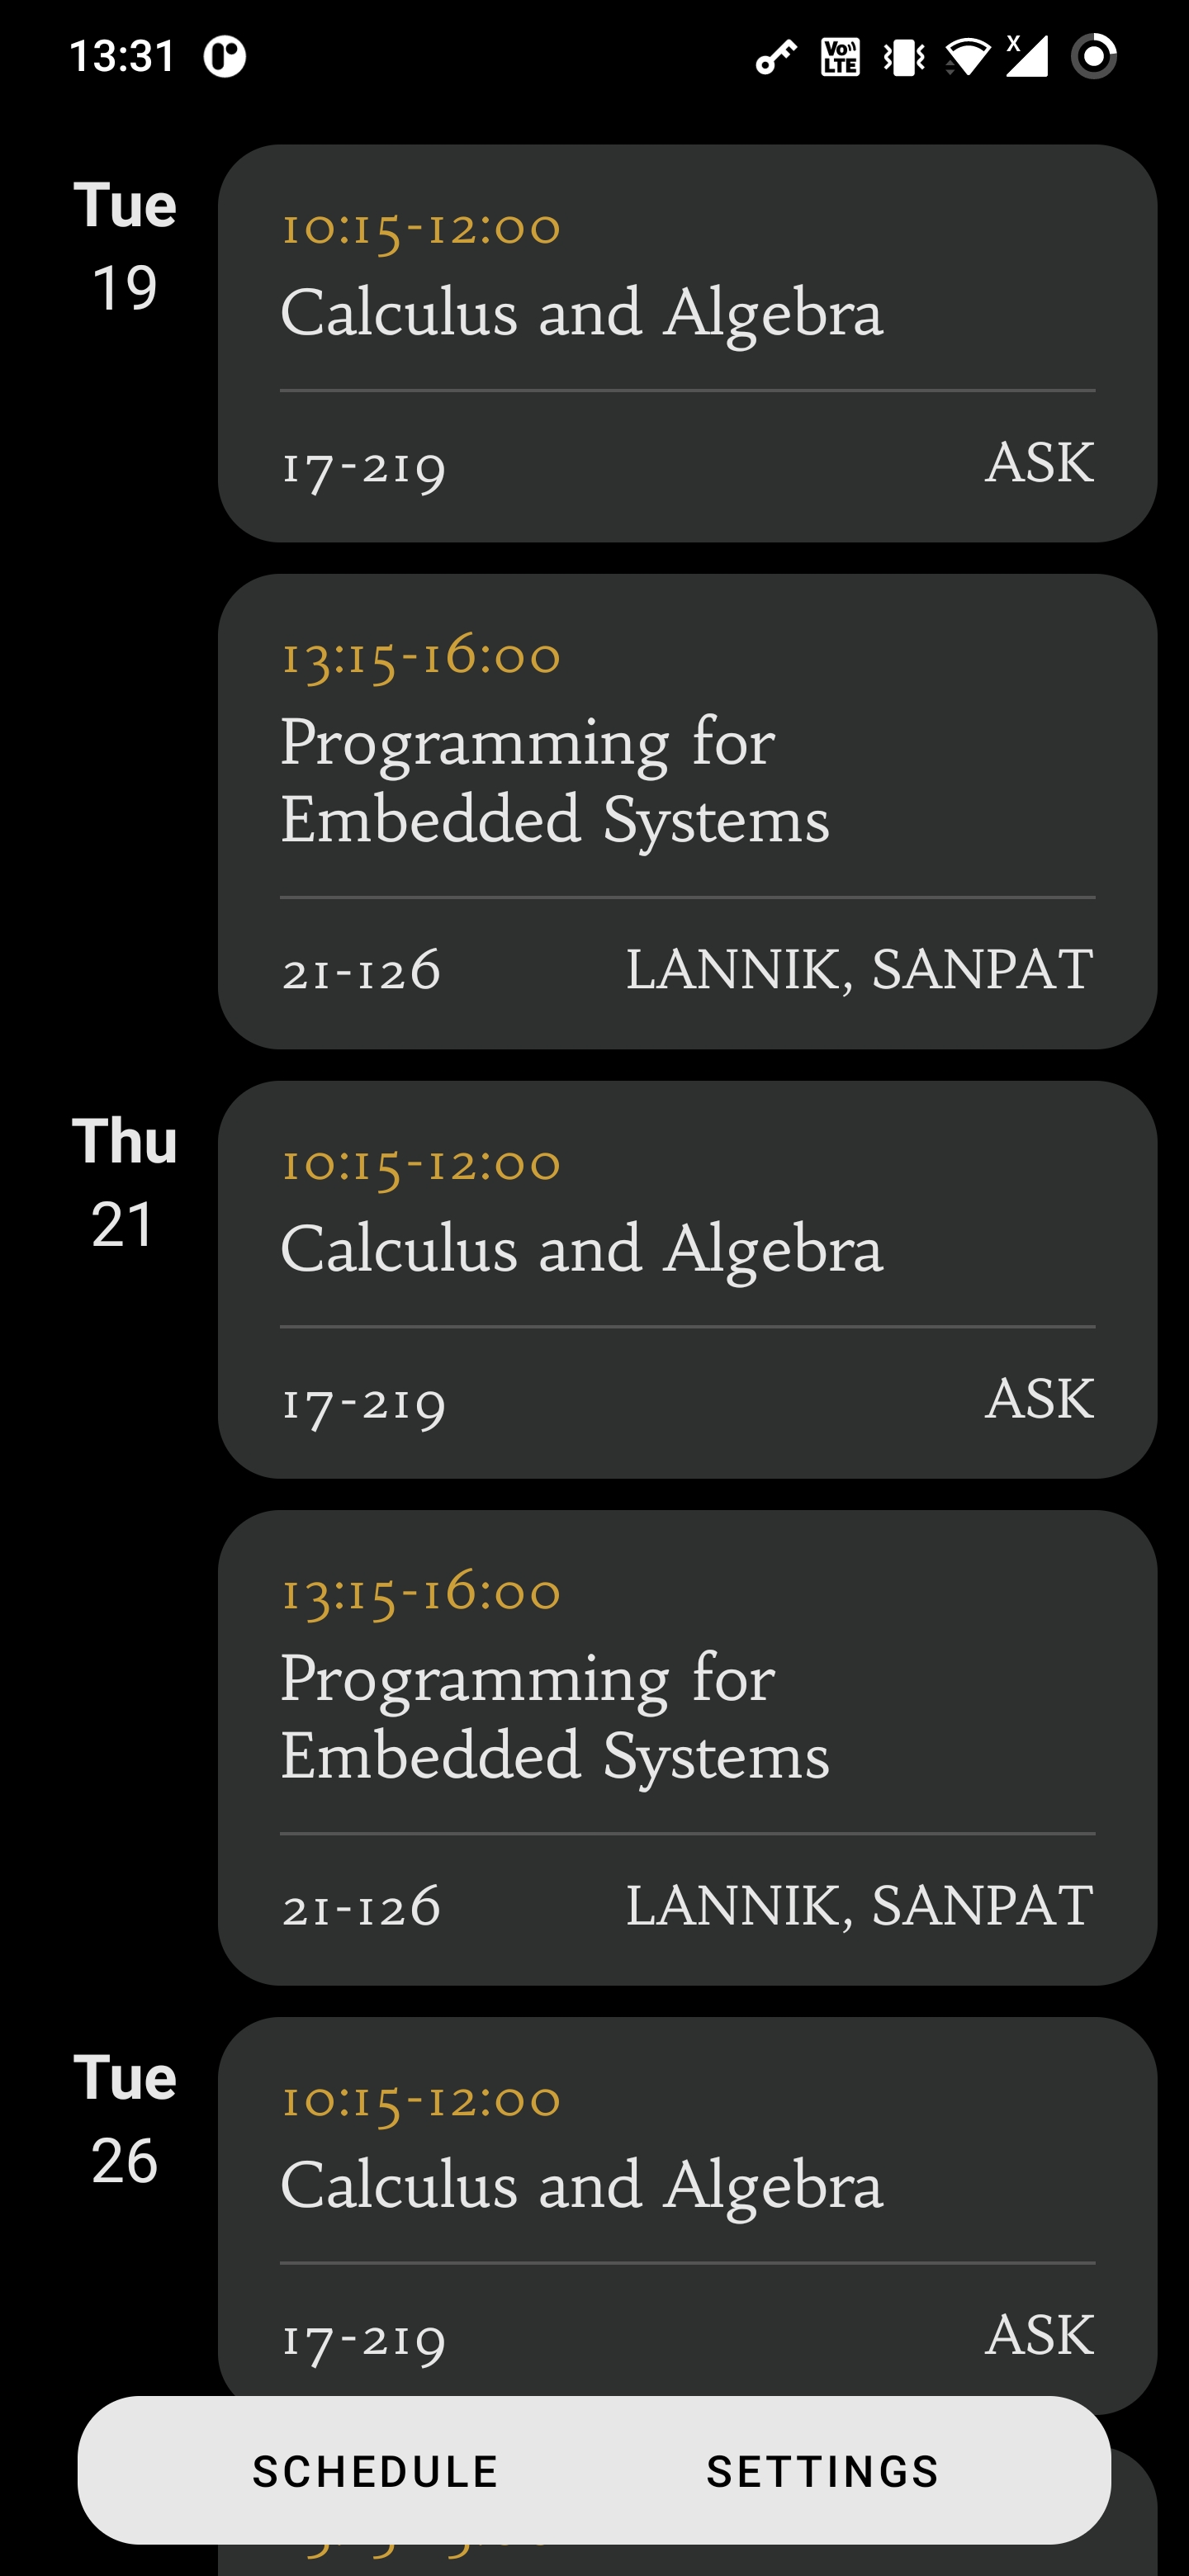 13:31
Vo LTE
X
Tue
19
10:15-12:00
Calculus and Algebra
17-219
ASK
13:15-16:00
Programming for
Embedded Systems
21-126
LANNIK, SANPAT
Thu
21
10:15-12:00
Calculus and Algebra
17-219
ASK
13:15-16:00
Programming for
Embedded Systems
21-126
LANNIK, SANPAT
Tue
26
10:15-12:00
Calculus and Algebra
17-219
ASK
SCHEDULE
SETTINGS